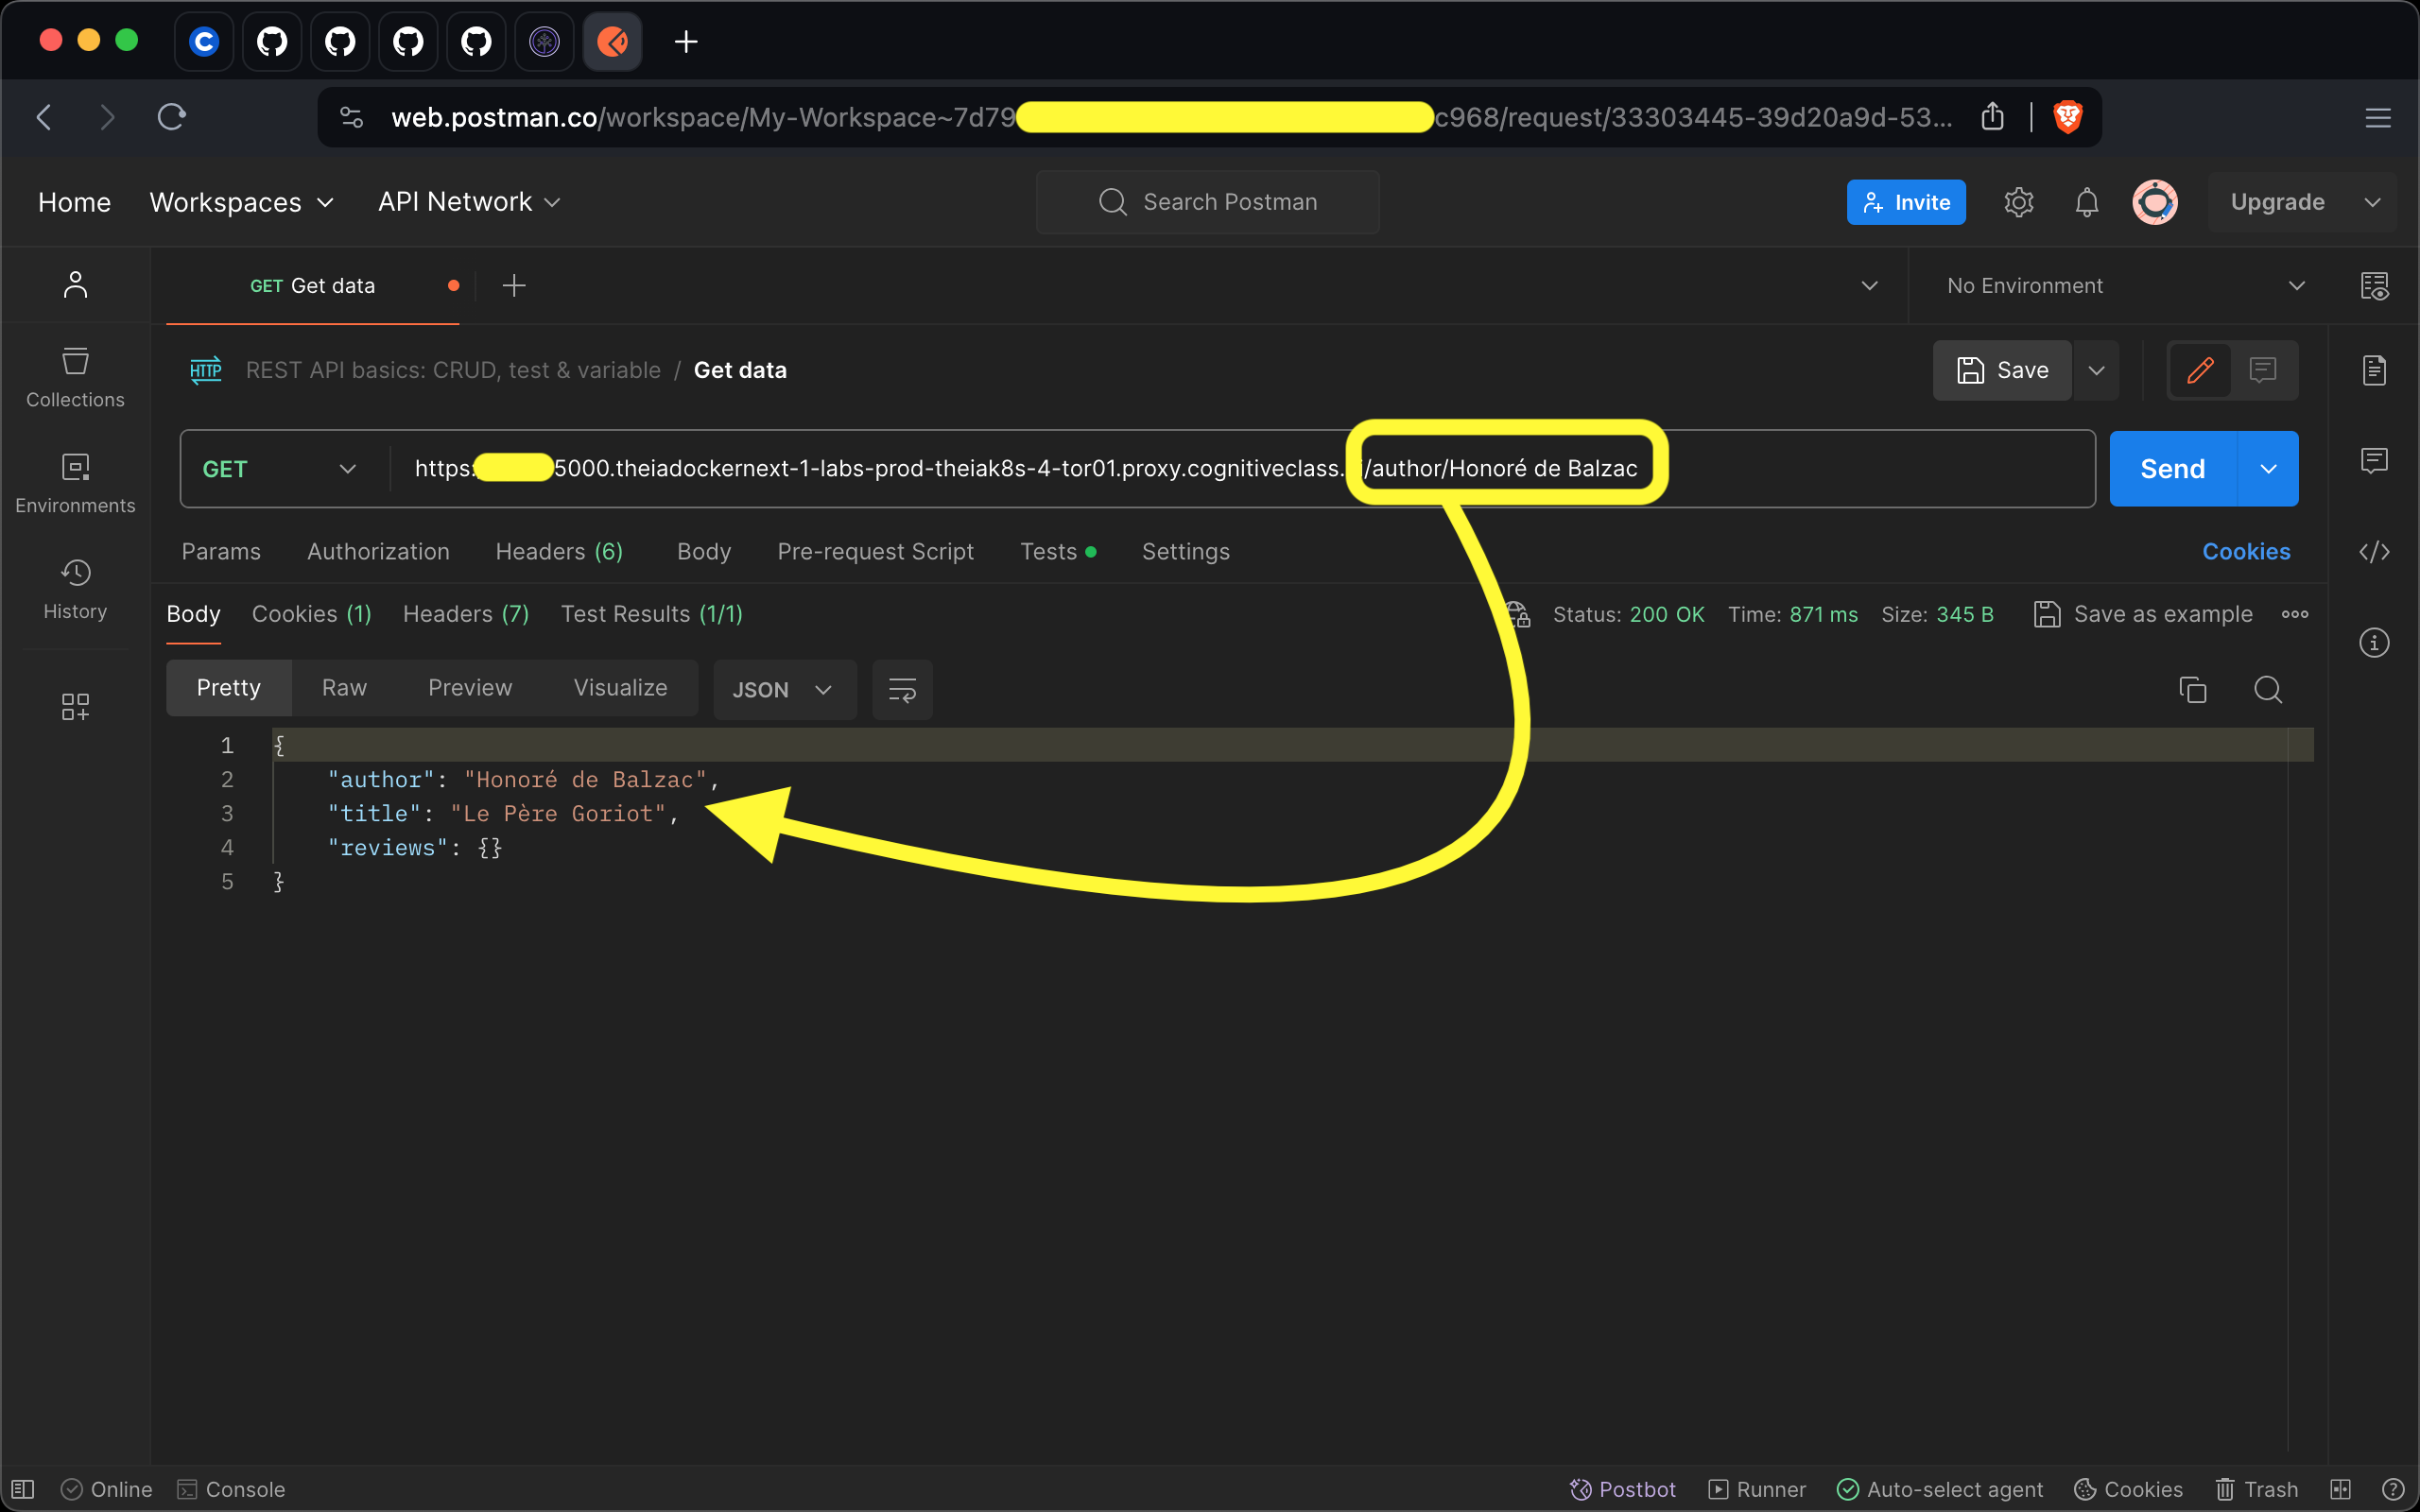 web.postman.co/workspace/My-Workspace~7d79 c968/request/33303445-39d20a9d-53...
Home Workspaces API Network Search Postman Invite Upgrade
GET Get data No Environment
HTTP REST API basics: CRUD, test & variable / Get data Save
GET https: 5000.theiadockernext-1-labs-prod-theiak8s-4-tor01.proxy.cognitiveclass. /author/Honoré de Balzac Send
Params Authorization Headers (6) Body Pre-request Script Tests Settings Cookies
Collections
Environments
History
Body Cookies (1) Headers (7) Test Results (1/1) Status: 200 OK Time: 871 ms Size: 345 B Save as example
Pretty Raw Preview Visualize JSON
1 {
2 "author": "Honoré de Balzac",
3 "title": "Le Père Goriot",
4 "reviews": {}
5 }
Online Console Postbot Runner Auto-select agent Cookies Trash